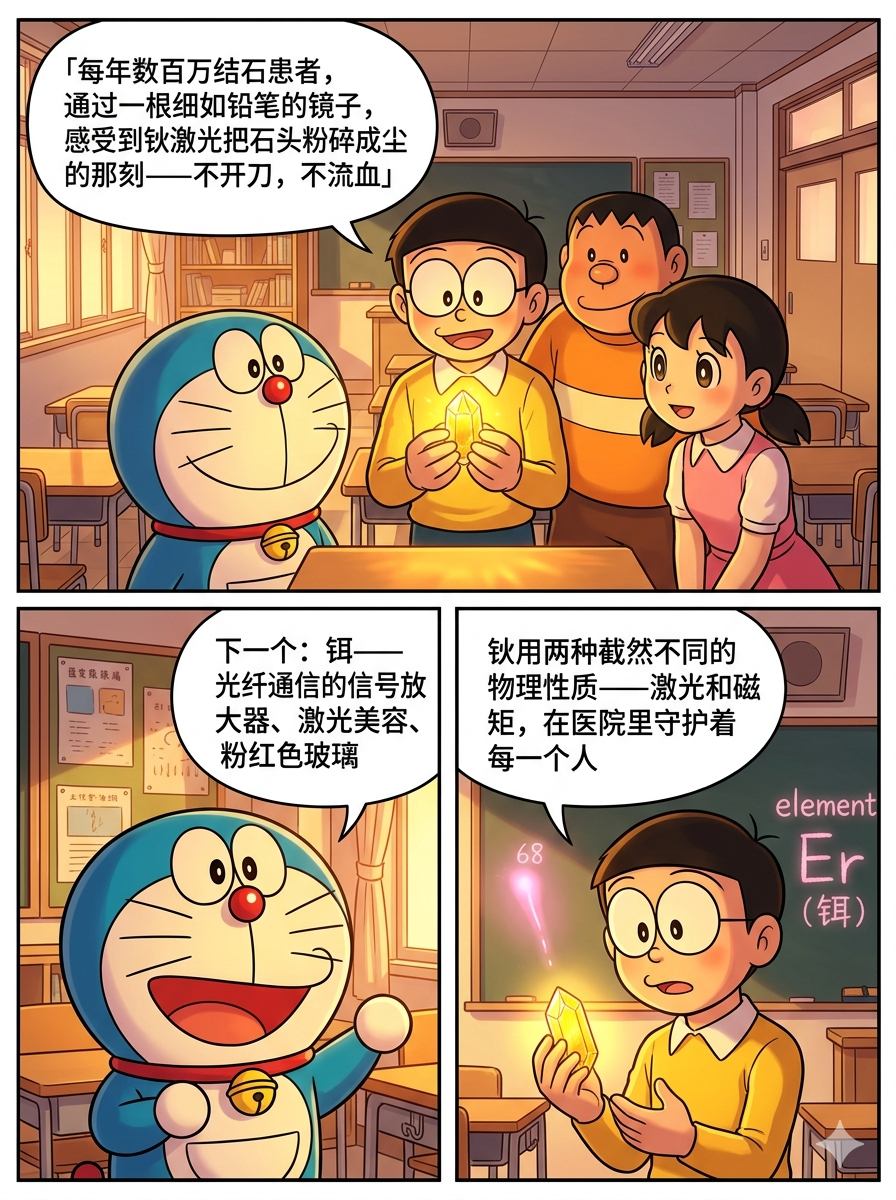 「每年数百万结石患者，
通过一根细如铅笔的镜子，
感受到钬激光把石头粉碎成尘
的那刻——不开刀，不流血」
下一个：铒——
光纤通信的信号放
大器、激光美容、
粉红色玻璃
钬用两种截然不同的
物理性质——激光和磁
矩，在医院里守护着
每一个人
68
element
Er
（铒）